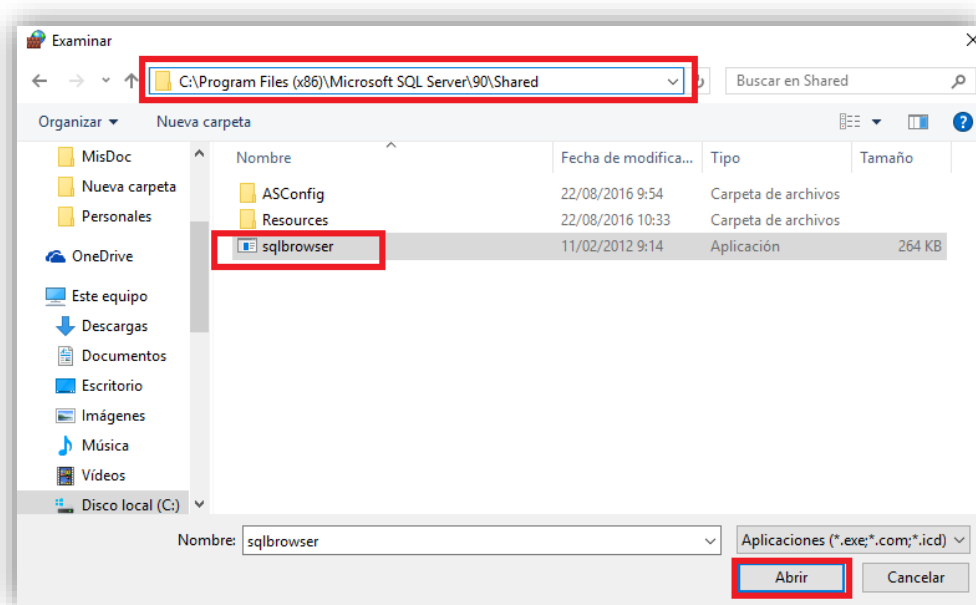 Examinar
C:\Program Files (x86)\Microsoft SQL Server\90\Shared
Buscar en Shared
Organizar
Nueva carpeta
MisDoc
Nueva carpeta
Personales
OneDrive
Este equipo
Descargas
Documentos
Escritorio
Imágenes
Música
Vídeos
Disco local (C:)
Nombre Fecha de modifica... Tipo Tamaño
ASConfig 22/08/2016 9:54 Carpeta de archivos
Resources 22/08/2016 10:33 Carpeta de archivos
sqlbrowser 11/02/2012 9:14 Aplicación 264 KB
Nombre: sqlbrowser
Aplicaciones (*.exe;*.com;*.icd)
Abrir
Cancelar